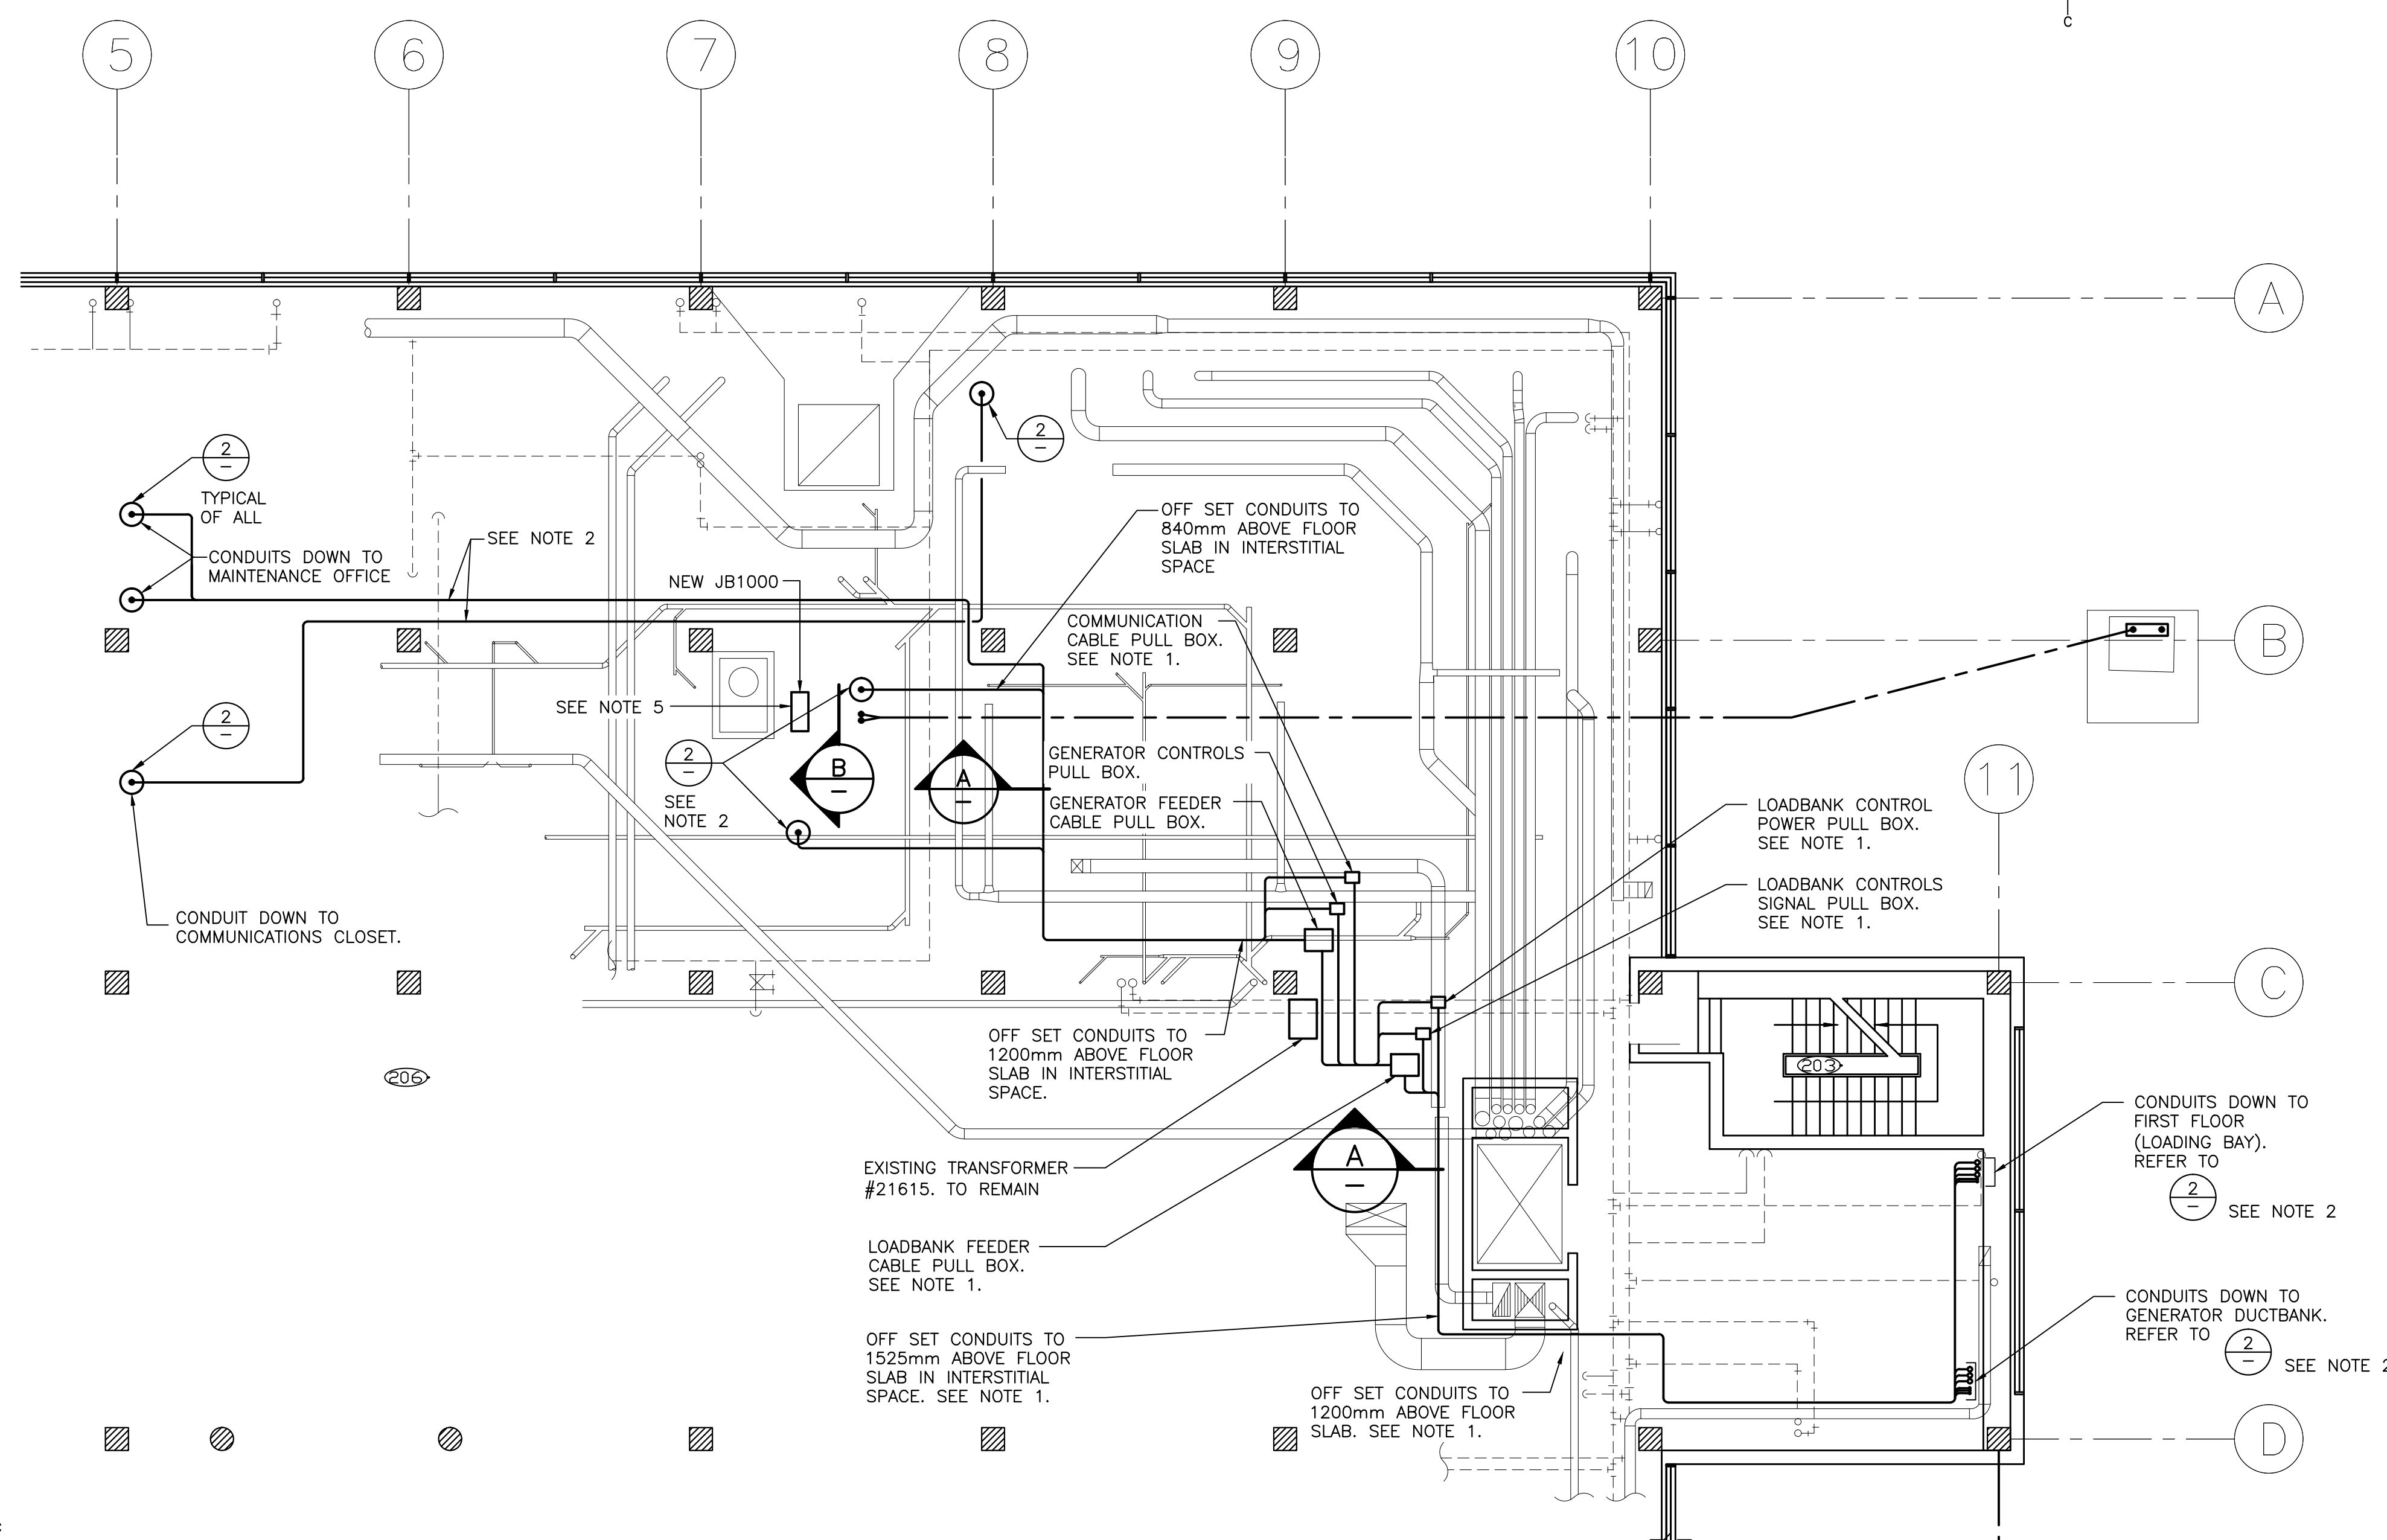 C
5
6
7
8
9
10
A
2
–
TYPICAL
OF ALL
CONDUITS DOWN TO
MAINTENANCE OFFICE
SEE NOTE 2
2
–
OFF SET CONDUITS TO
840mm ABOVE FLOOR
SLAB IN INTERSTITIAL
SPACE
NEW JB1000
COMMUNICATION
CABLE PULL BOX.
SEE NOTE 1.
B
SEE NOTE 5
2
–
2
–
SEE
NOTE 2
B
–
A
–
GENERATOR CONTROLS
PULL BOX.
GENERATOR FEEDER
CABLE PULL BOX.
11
LOADBANK CONTROL
POWER PULL BOX.
SEE NOTE 1.
LOADBANK CONTROLS
SIGNAL PULL BOX.
SEE NOTE 1.
CONDUIT DOWN TO
COMMUNICATIONS CLOSET.
C
OFF SET CONDUITS TO
1200mm ABOVE FLOOR
SLAB IN INTERSTITIAL
SPACE.
206
203
CONDUITS DOWN TO
FIRST FLOOR
(LOADING BAY).
REFER TO
2
–
SEE NOTE 2
EXISTING TRANSFORMER
#21615. TO REMAIN
A
–
LOADBANK FEEDER
CABLE PULL BOX.
SEE NOTE 1.
CONDUITS DOWN TO
GENERATOR DUCTBANK.
REFER TO
2
–
SEE NOTE 2
OFF SET CONDUITS TO
1525mm ABOVE FLOOR
SLAB IN INTERSTITIAL
SPACE. SEE NOTE 1.
OFF SET CONDUITS TO
1200mm ABOVE FLOOR
SLAB. SEE NOTE 1.
D